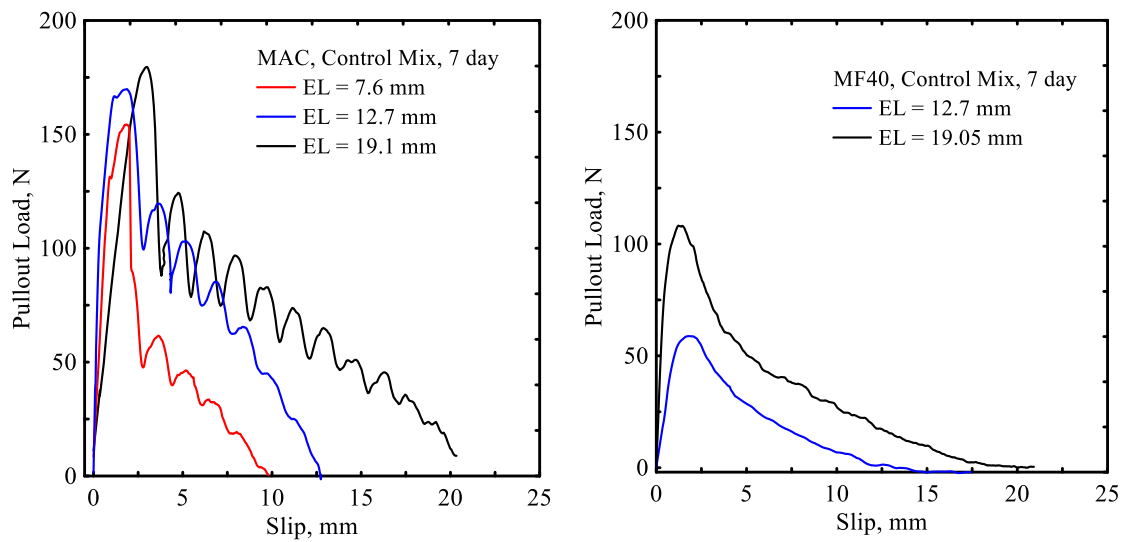 200
150
100
50
0
Pullout Load, N
MAC, Control Mix, 7 day
EL = 7.6 mm
EL = 12.7 mm
EL = 19.1 mm
0 5 10 15 20 25
Slip, mm
200
150
100
50
0
Pullout Load, N
MF40, Control Mix, 7 day
EL = 12.7 mm
EL = 19.05 mm
0 5 10 15 20 25
Slip, mm